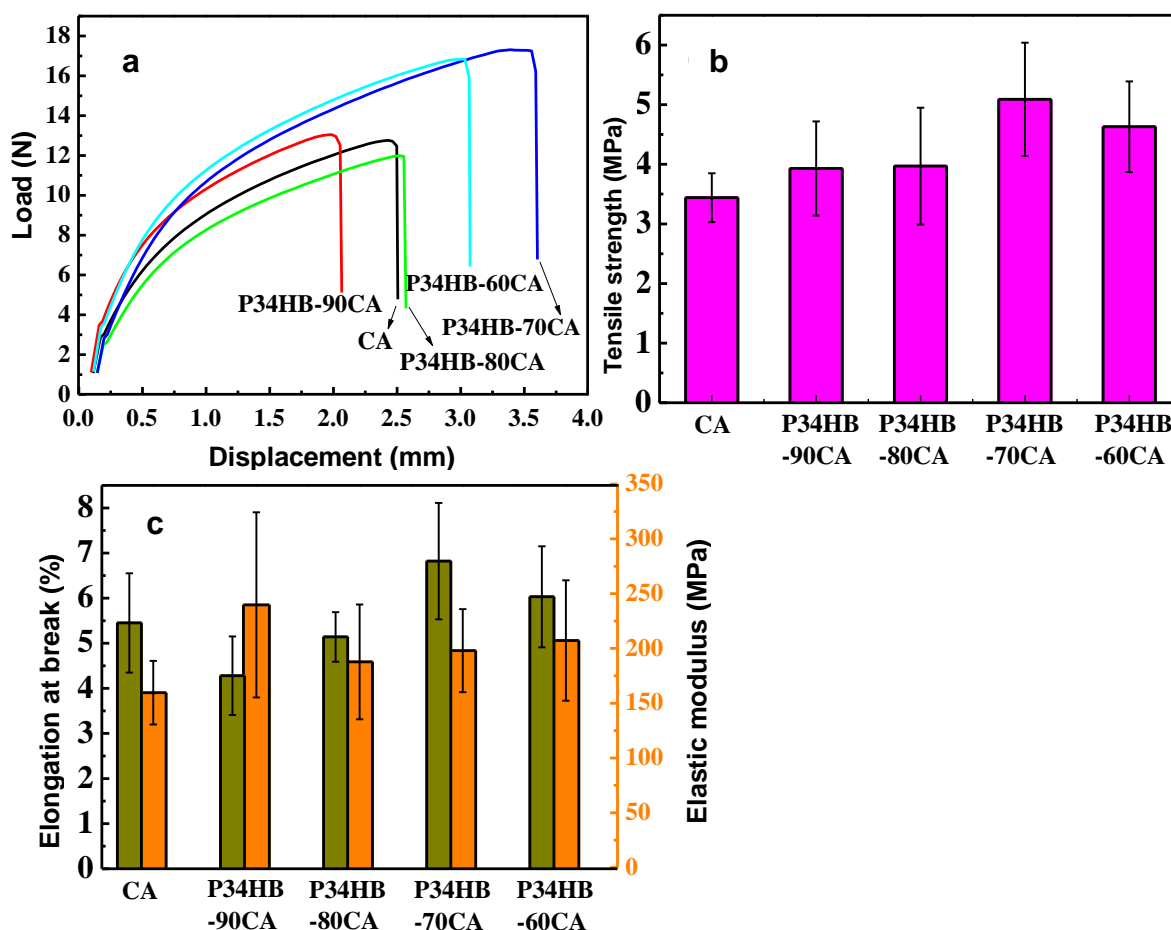 a
18
16
14
12
10
8
6
4
2
0
Load (N)
P34HB-90CA
P34HB-60CA
CA
P34HB-70CA
P34HB-80CA
0.0 0.5 1.0 1.5 2.0 2.5 3.0 3.5 4.0
Displacement (mm)
b
6
5
4
3
2
1
0
Tensile strength (MPa)
CA
P34HB
-90CA
P34HB
-80CA
P34HB
-70CA
P34HB
-60CA
c
8
7
6
5
4
3
2
1
0
Elongation at break (%)
350
300
250
200
150
100
50
0
Elastic modulus (MPa)
CA
P34HB
-90CA
P34HB
-80CA
P34HB
-70CA
P34HB
-60CA